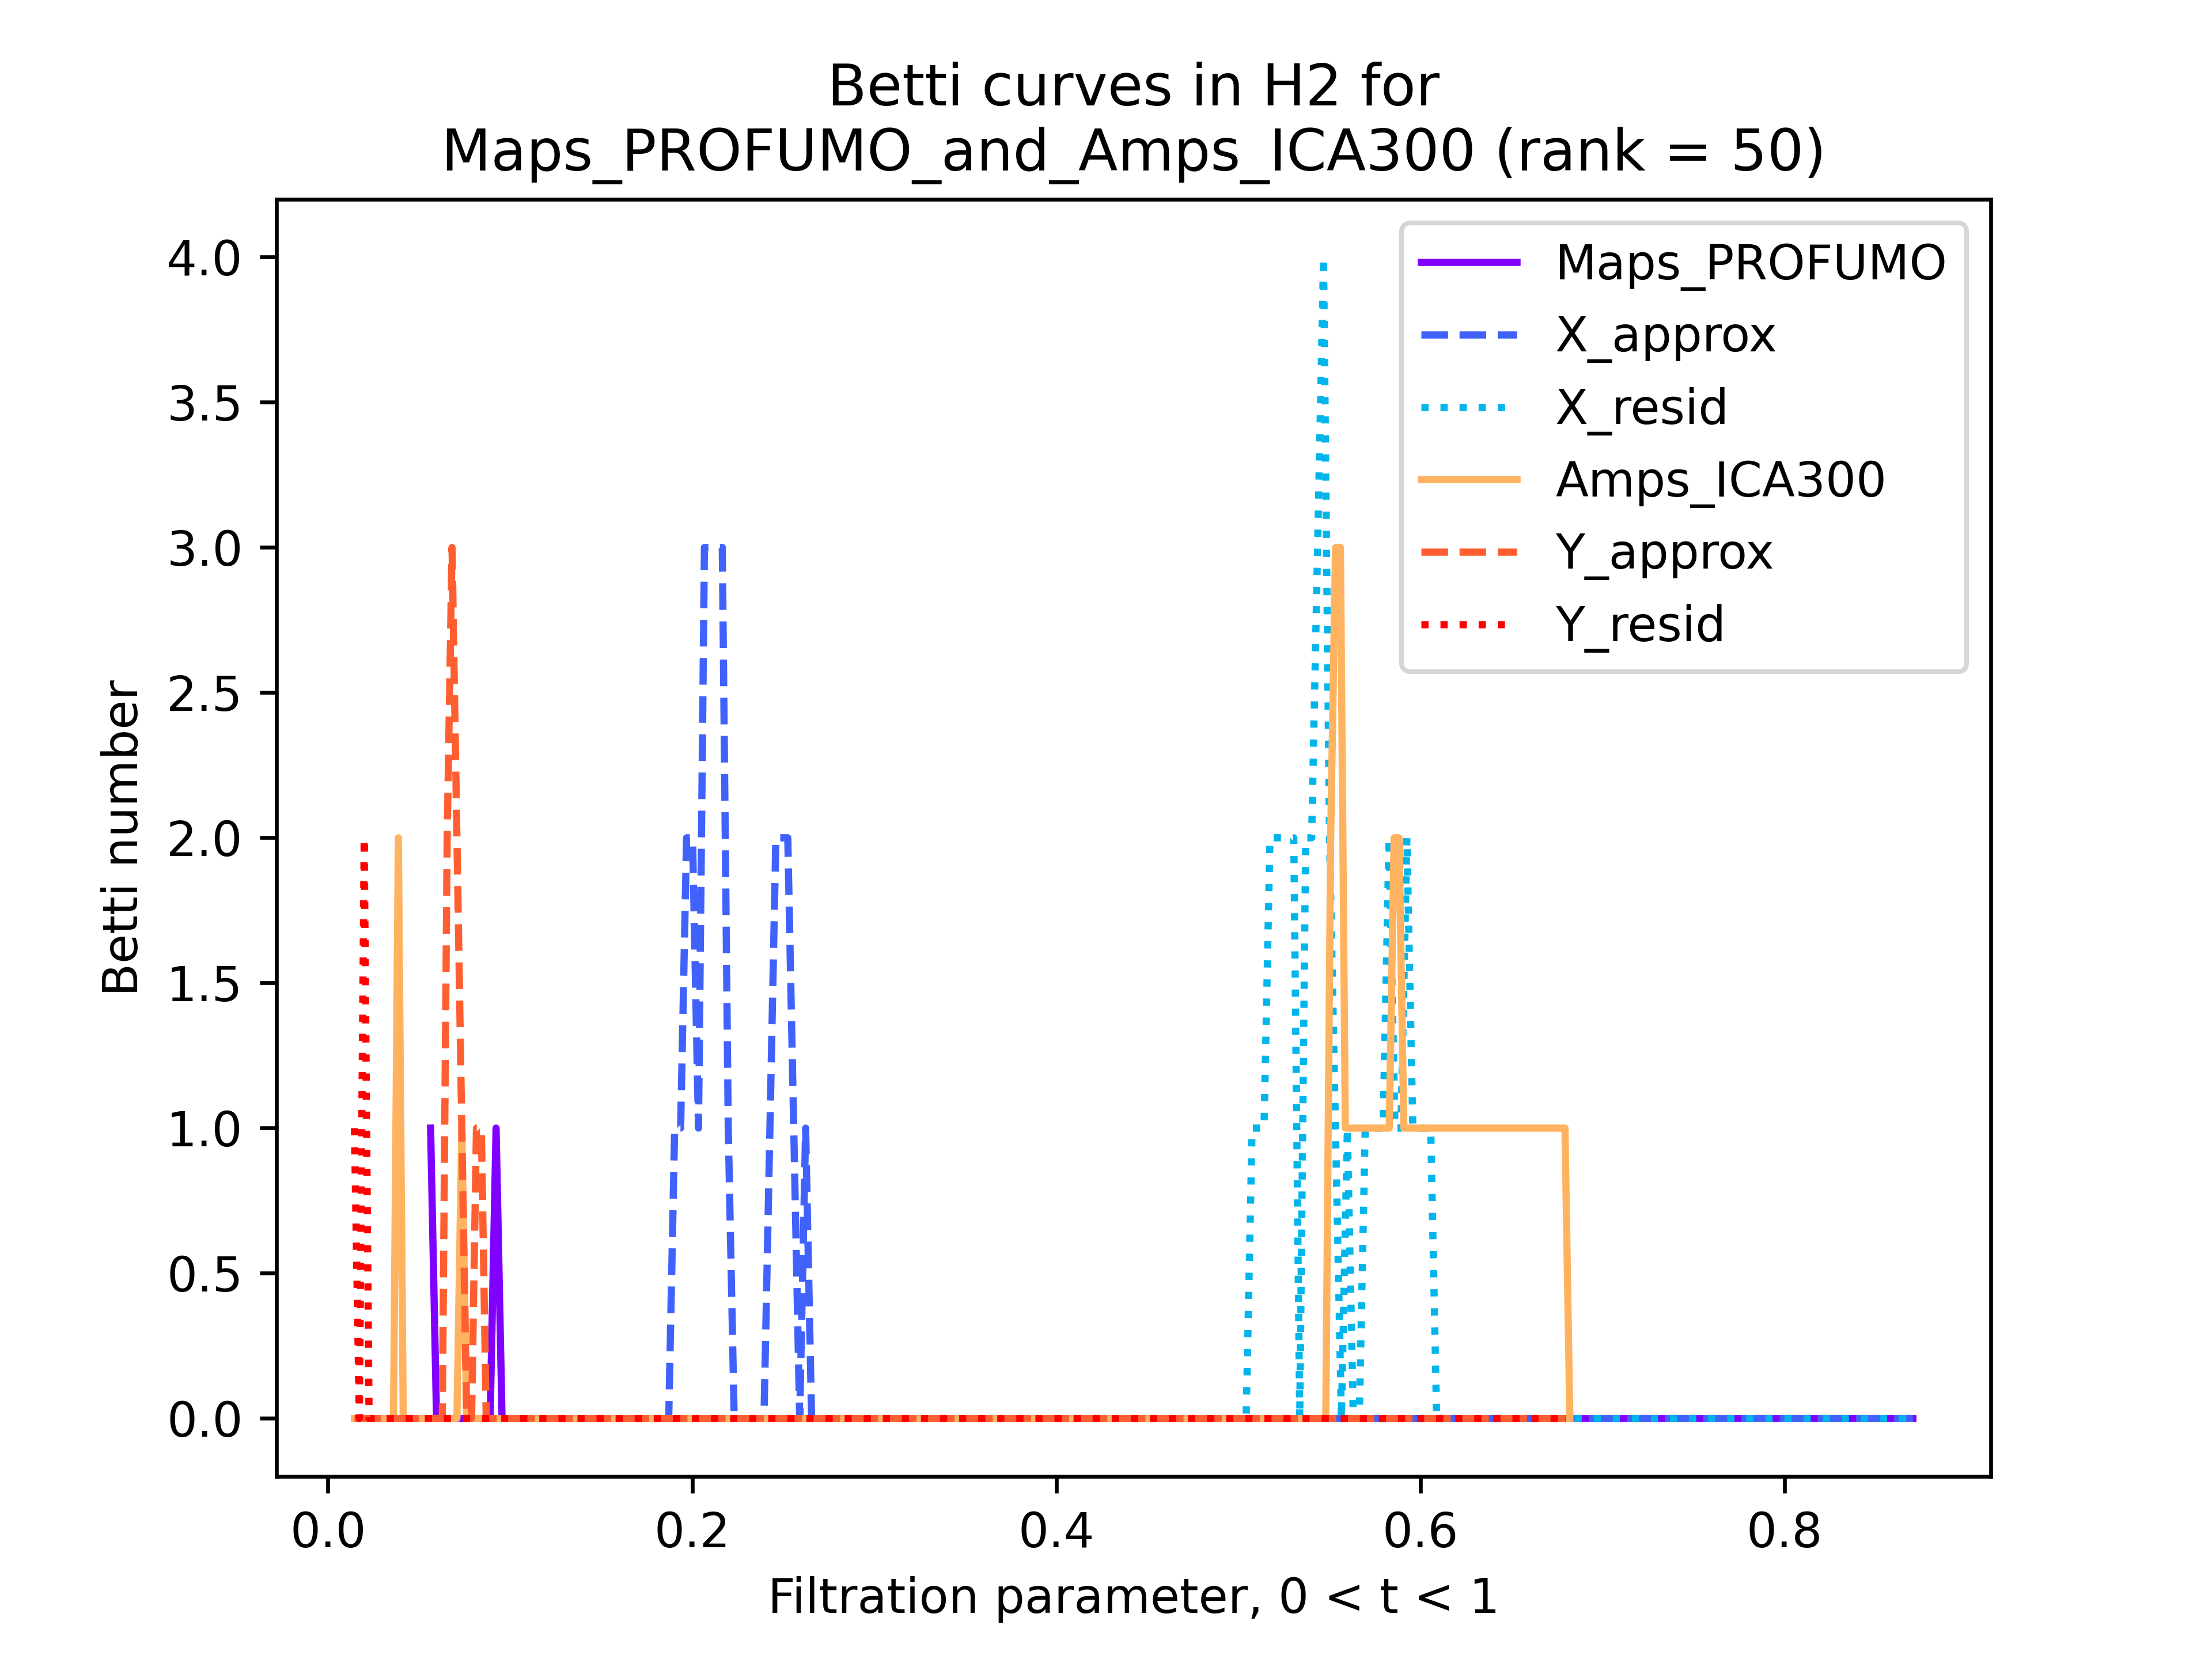 Betti curves in H2 for
Maps_PROFUMO_and_Amps_ICA300 (rank = 50)
4.0
3.5
3.0
2.5
2.0
1.5
1.0
0.5
0.0
Betti number
Maps_PROFUMO
X_approx
X_resid
Amps_ICA300
Y_approx
Y_resid
0.0 0.2 0.4 0.6 0.8
Filtration parameter, 0 < t < 1